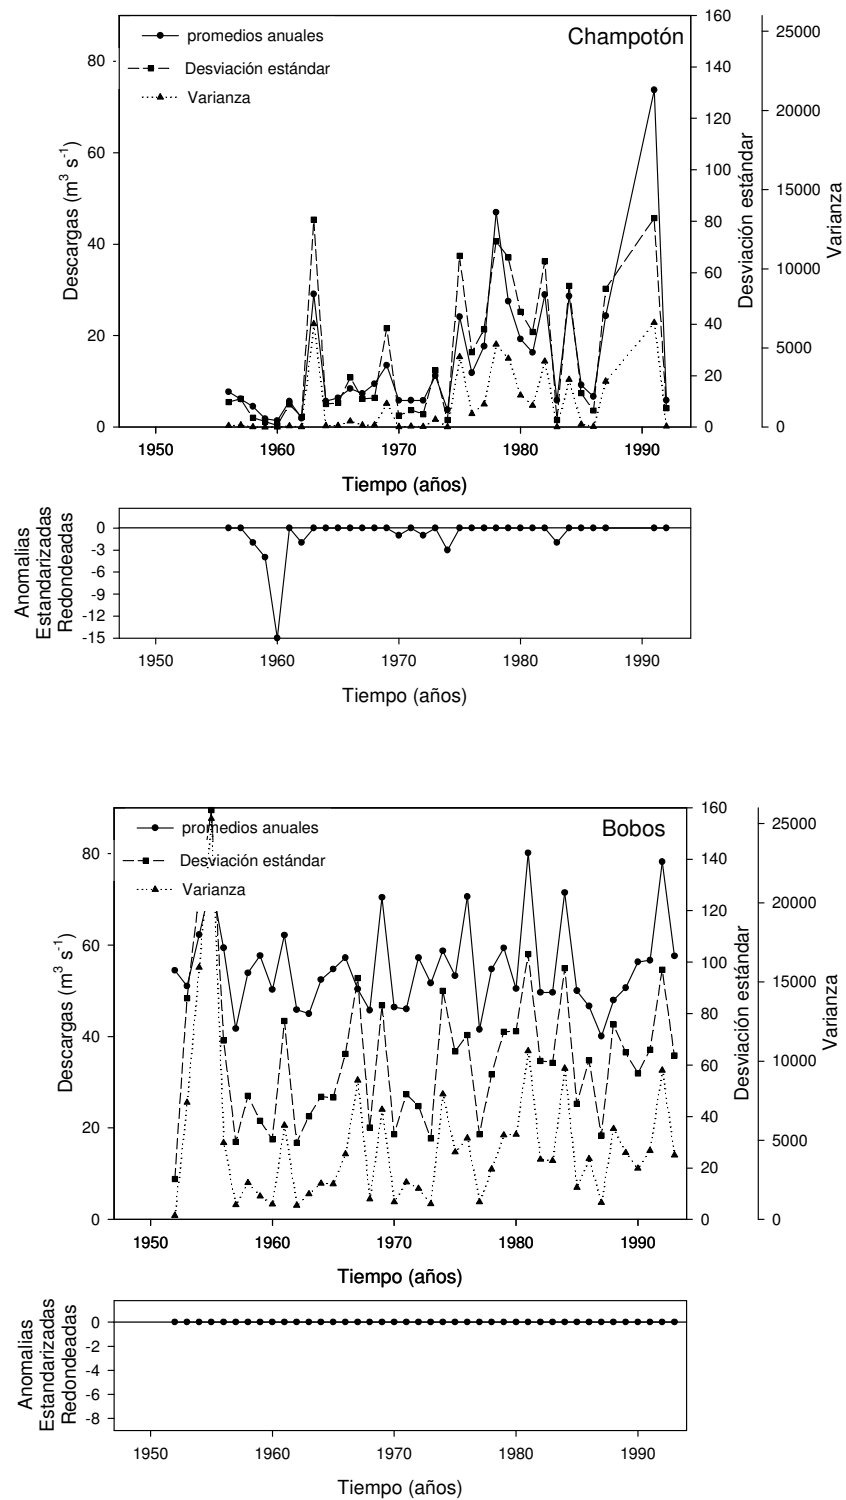 Champotón
promedios anuales
Desviación estándar
Varianza
Descargas (m³ s⁻¹)
80
60
40
20
0
160
140
120
100
80
60
40
20
0
Desviación estándar
25000
20000
15000
10000
5000
0
Varianza
1950 1960 1970 1980 1990
Tiempo (años)
Anomalias
Estandarizadas
Redondeadas
0
-3
-6
-9
-12
-15
1950 1960 1970 1980 1990
Tiempo (años)
Bobos
promedios anuales
Desviación estándar
Varianza
Descargas (m³ s⁻¹)
80
60
40
20
0
160
140
120
100
80
60
40
20
0
Desviación estándar
25000
20000
15000
10000
5000
0
Varianza
1950 1960 1970 1980 1990
Tiempo (años)
Anomalias
Estandarizadas
Redondeadas
0
-2
-4
-6
-8
1950 1960 1970 1980 1990
Tiempo (años)